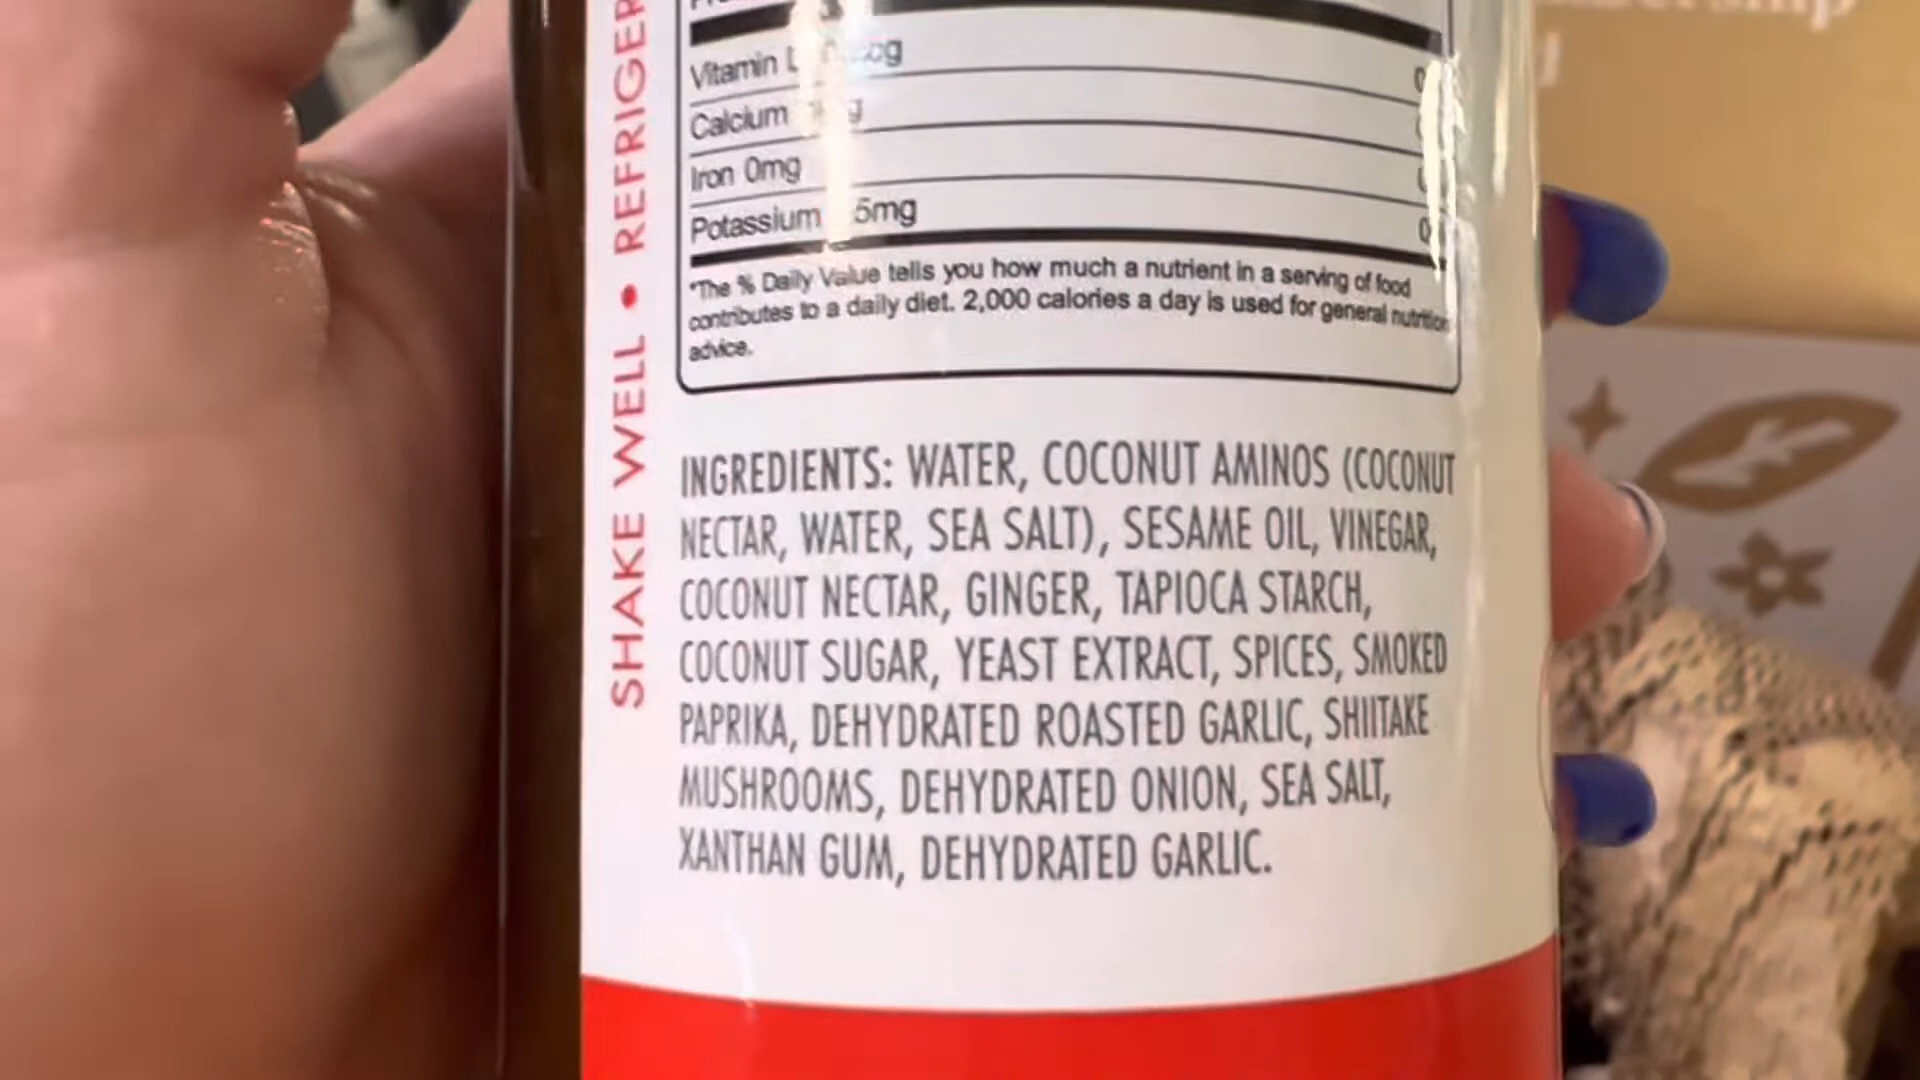 SHAKE WELL • REFRIGER
Vitamin
Calcium
Iron 0mg
Potassium 5mg
*The % Daily Value tells you how much a nutrient in a serving of food
contributes to a daily diet. 2,000 calories a day is used for general nutrition
advice.
INGREDIENTS: WATER, COCONUT AMINOS (COCONUT
NECTAR, WATER, SEA SALT), SESAME OIL, VINEGAR,
COCONUT NECTAR, GINGER, TAPIOCA STARCH,
COCONUT SUGAR, YEAST EXTRACT, SPICES, SMOKED
PAPRIKA, DEHYDRATED ROASTED GARLIC, SHIITAKE
MUSHROOMS, DEHYDRATED ONION, SEA SALT,
XANTHAN GUM, DEHYDRATED GARLIC.